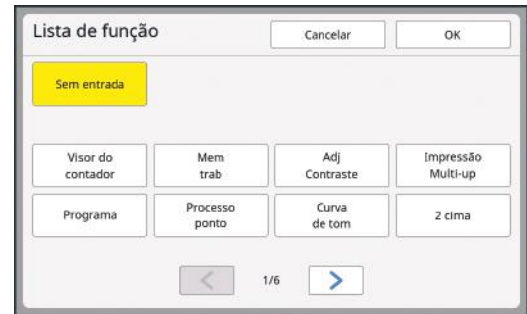 Lista de função
Cancelar
OK
Sem entrada
Visor do
contador
Mem
trab
Adj
Contraste
Impressão
Multi-up
Programa
Processo
ponto
Curva
de tom
2 cima
1/6